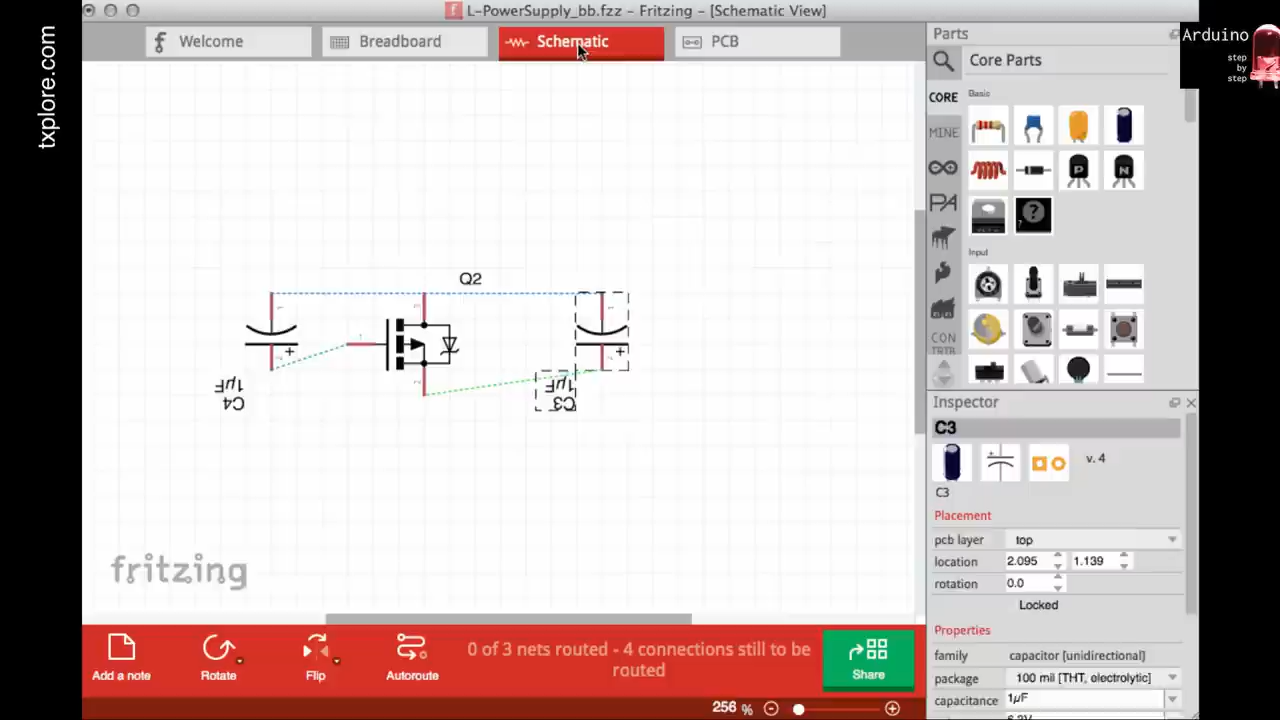 L-PowerSupply_bb.fzz - Fritzing - [Schematic View]
txplore.com
Welcome
Breadboard
Schematic
PCB
Parts
Arduino
step
by
step
Core Parts
CORE
Basic
MINE
P
N
PA
?
Input
CON
TRIB
Q2
+
+
1µF
C4
1µF
C3
fritzing
Inspector
C3
v. 4
C3
Placement
pcb layer top
location 2.095 1.139
rotation 0.0
Locked
Properties
family capacitor [unidirectional]
package 100 mil [THT, electrolytic]
capacitance 1µF
Add a note
Rotate
Flip
Autoroute
0 of 3 nets routed - 4 connections still to be
routed
Share
256 %